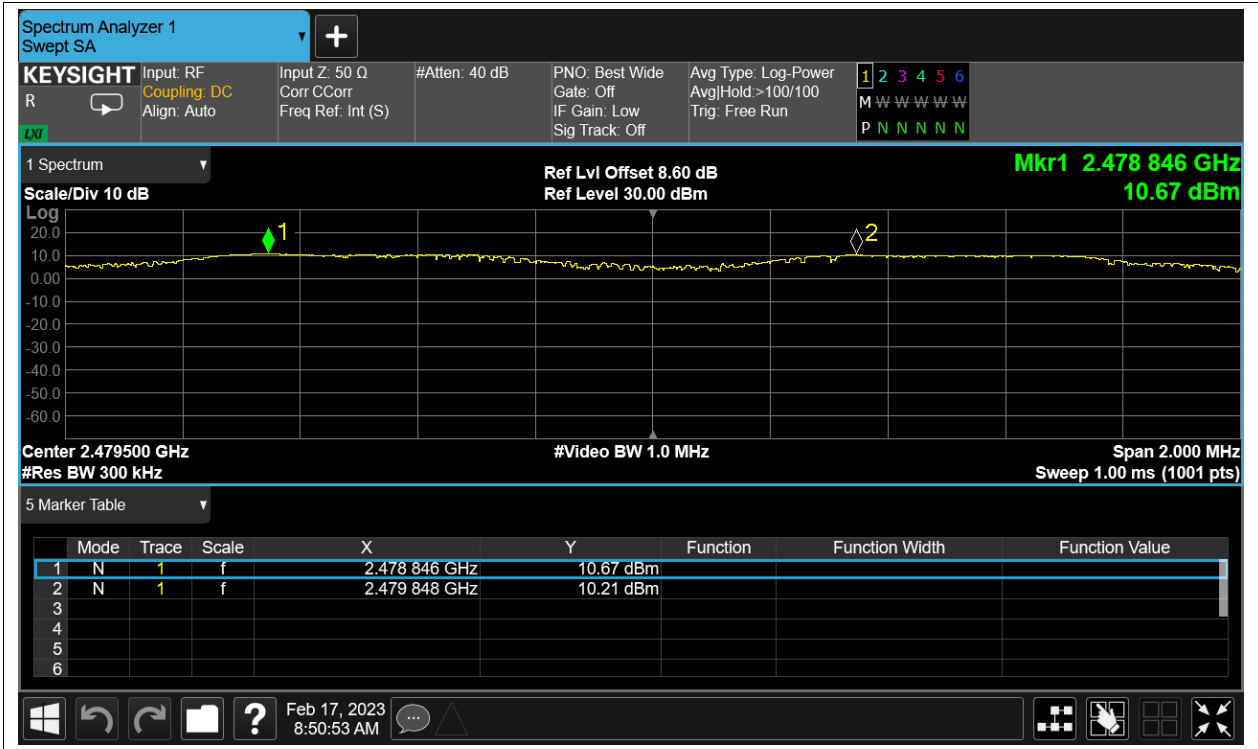 Spectrum Analyzer 1
Swept SA
KEYSIGHT
R
LXI
Input: RF
Coupling: DC
Align: Auto
Input Z: 50 Ω
Corr CCorr
Freq Ref: Int (S)
#Atten: 40 dB
PNO: Best Wide
Gate: Off
IF Gain: Low
Sig Track: Off
Avg Type: Log-Power
Avg|Hold:>100/100
Trig: Free Run
1 2 3 4 5 6
M W W W W W
P N N N N N
1 Spectrum
Scale/Div 10 dB
Ref Lvl Offset 8.60 dB
Ref Level 30.00 dBm
Mkr1 2.478 846 GHz
10.67 dBm
Log
20.0
10.0
0.00
-10.0
-20.0
-30.0
-40.0
-50.0
-60.0
1
2
Center 2.479500 GHz #Video BW 1.0 MHz Span 2.000 MHz
#Res BW 300 kHz Sweep 1.00 ms (1001 pts)
5 Marker Table
Mode Trace Scale X Y Function Function Width Function Value
1 N 1 f 2.478 846 GHz 10.67 dBm
2 N 1 f 2.479 848 GHz 10.21 dBm
3
4
5
6
?
Feb 17, 2023
8:50:53 AM